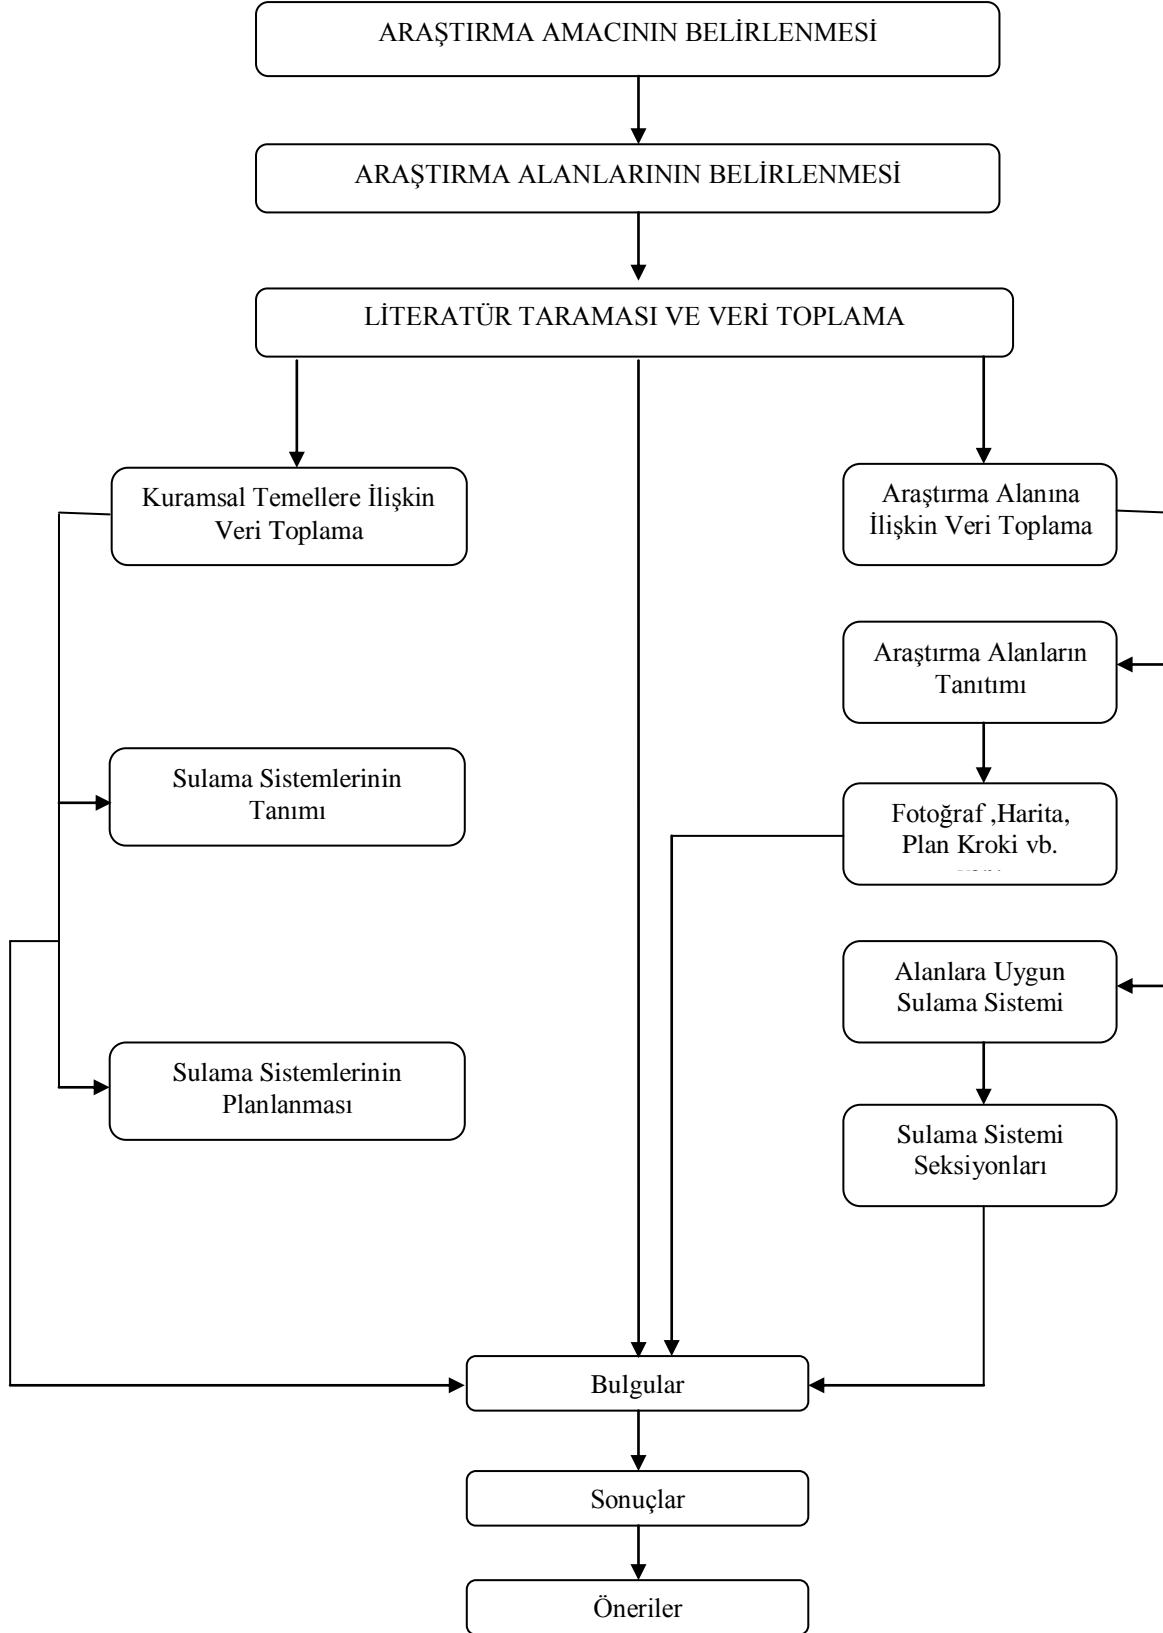 ARAŞTIRMA AMACININ BELİRLENMESİ
ARAŞTIRMA ALANLARININ BELİRLENMESİ
LİTERATÜR TARAMASI VE VERİ TOPLAMA
Kuramsal Temellere İlişkin
Veri Toplama
Araştırma Alanına
İlişkin Veri Toplama
Araştırma Alanların
Tanıtımı
Sulama Sistemlerinin
Tanımı
Fotoğraf ,Harita,
Plan Kroki vb.
Alanlara Uygun
Sulama Sistemi
Sulama Sistemlerinin
Planlanması
Sulama Sistemi
Seksiyonları
Bulgular
Sonuçlar
Öneriler